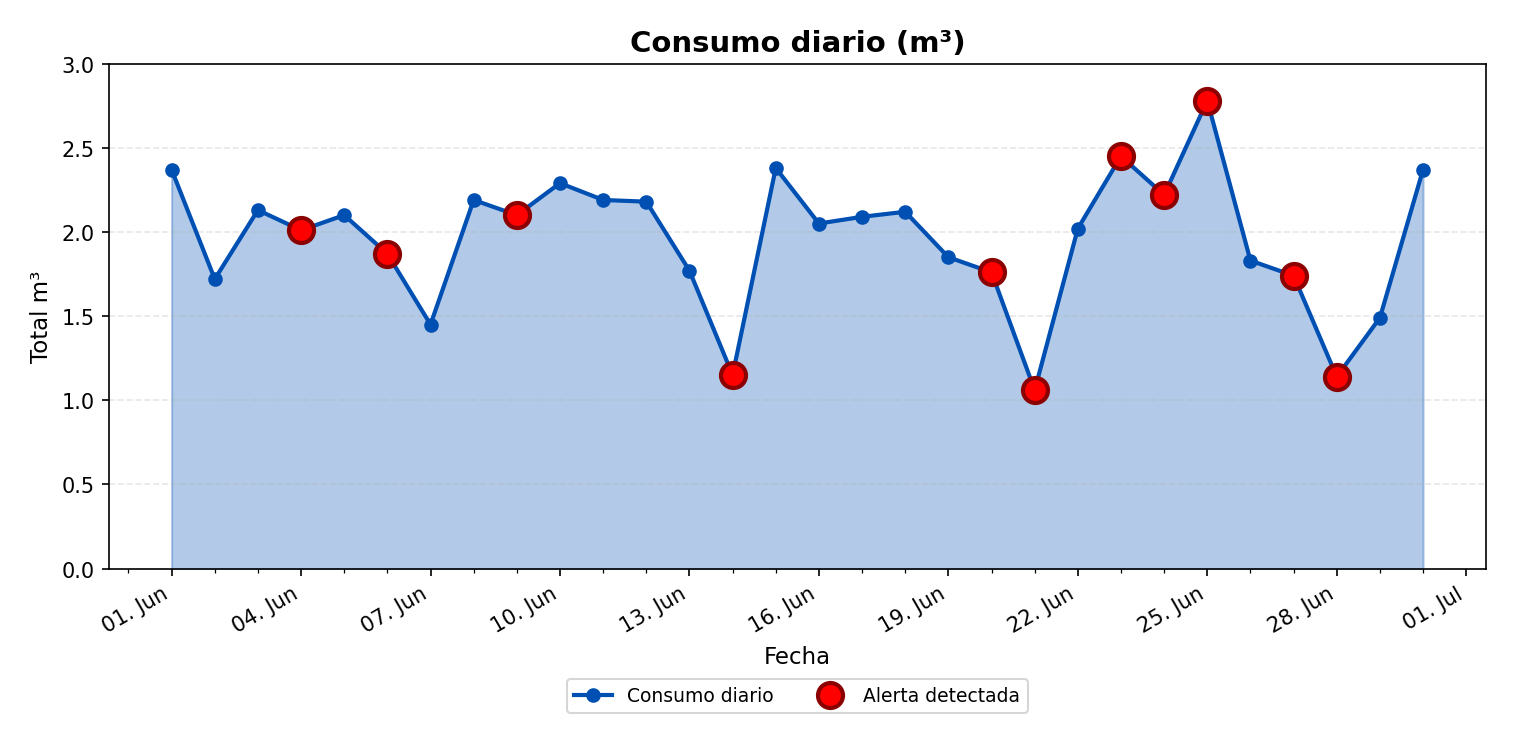 Consumo diario (m³)
3.0
2.5
2.0
1.5
1.0
0.5
0.0
Total m³
01. Jun
04. Jun
07. Jun
10. Jun
13. Jun
16. Jun
19. Jun
22. Jun
25. Jun
28. Jun
01. Jul
Fecha
Consumo diario
Alerta detectada